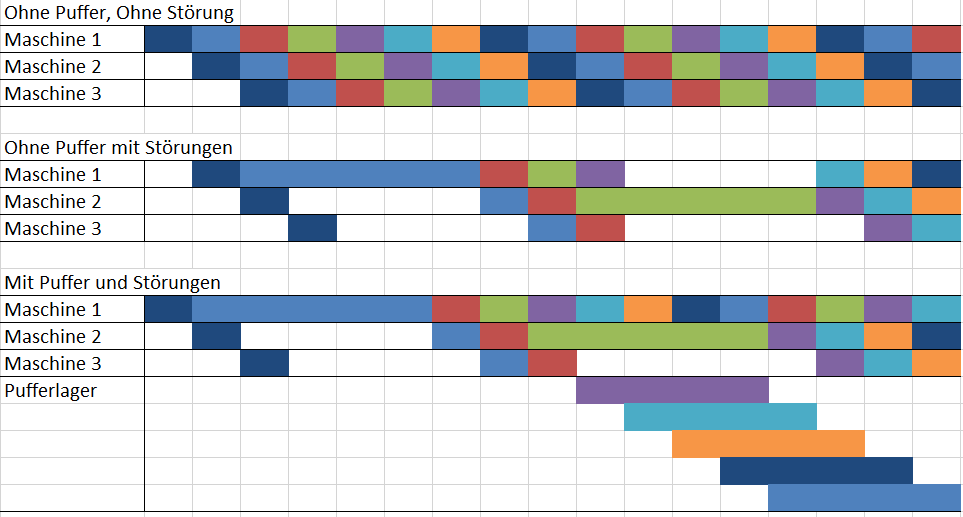 Ohne Puffer, Ohne Störung
Maschine 1
Maschine 2
Maschine 3
Ohne Puffer mit Störungen
Maschine 1
Maschine 2
Maschine 3
Mit Puffer und Störungen
Maschine 1
Maschine 2
Maschine 3
Pufferlager